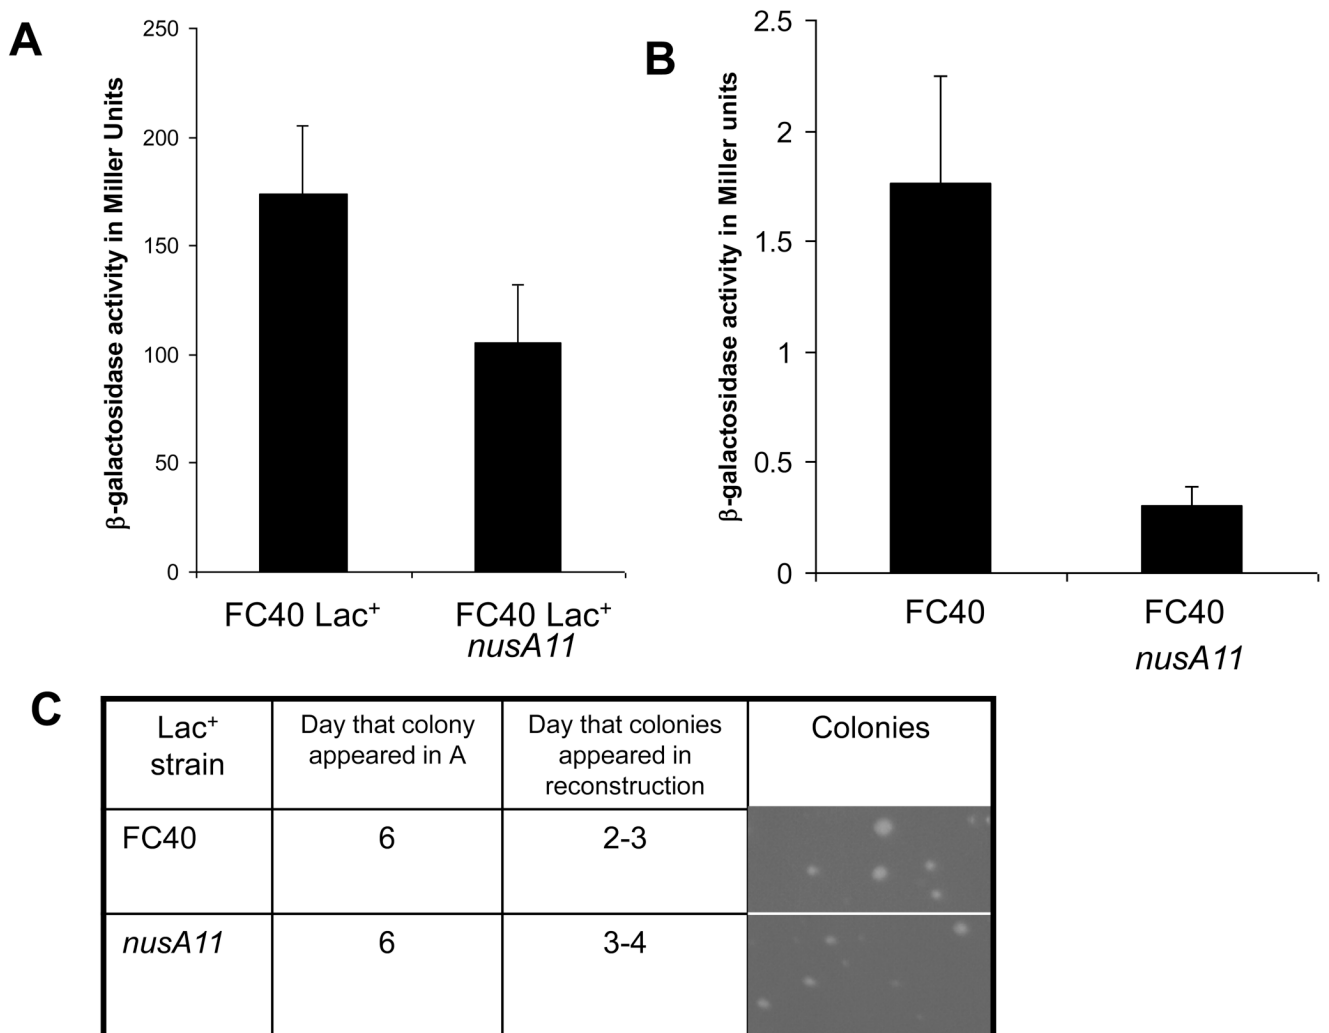 A
β-galactosidase activity in Miller Units
250
200
150
100
50
0
FC40 Lac⁺
FC40 Lac⁺
nusA11
B
β-galactosidase activity in Miller units
2.5
2
1.5
1
0.5
0
FC40
FC40
nusA11
C
Lac⁺
strain
Day that colony
appeared in A
Day that colonies
appeared in
reconstruction
Colonies
FC40
6
2-3
nusA11
6
3-4